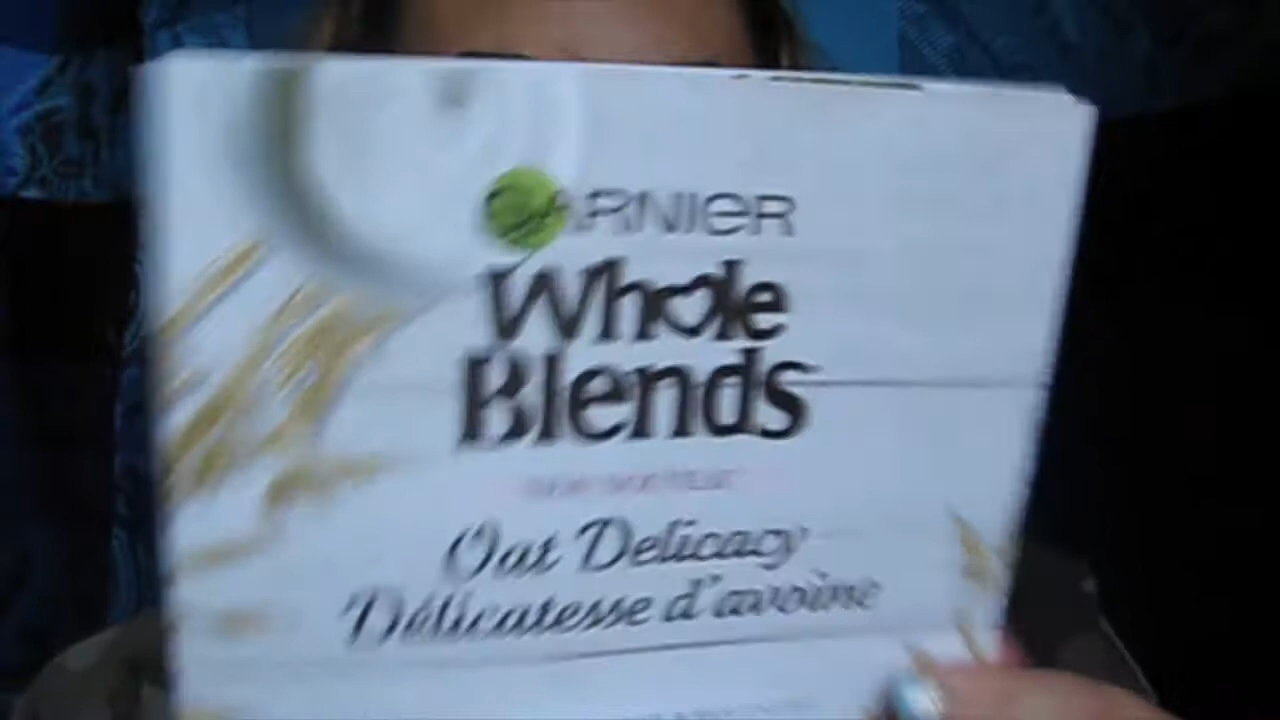 GARNIER
Whole
Blends
Oat Delicacy
Délicatesse d'avoine